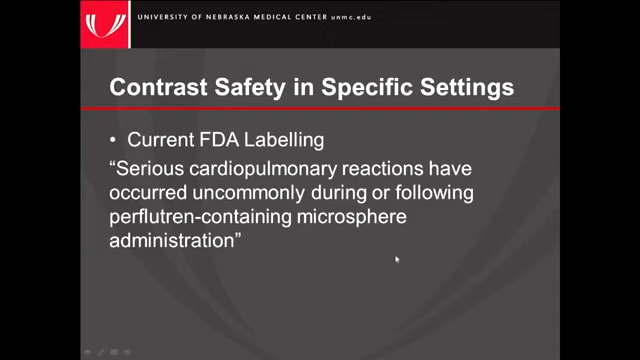 UNIVERSITY OF NEBRASKA MEDICAL CENTER unmc.edu
Contrast Safety in Specific Settings
• Current FDA Labelling
“Serious cardiopulmonary reactions have
occurred uncommonly during or following
perflutren-containing microsphere
administration”